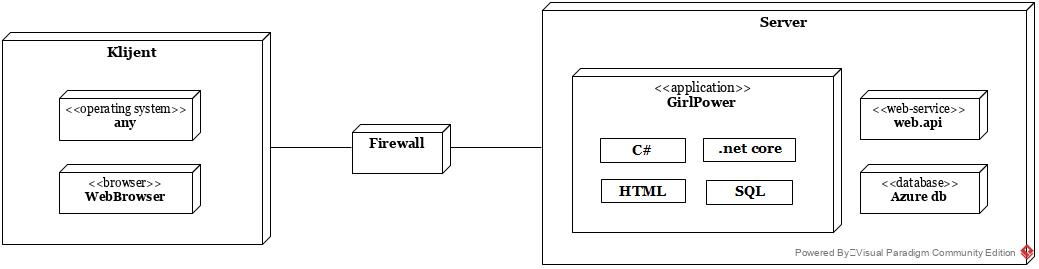 Klijent
<<operating system>>
any
<<browser>>
WebBrowser
Firewall
Server
<<application>>
GirlPower
C#
.net core
HTML
SQL
<<web-service>>
web.api
<<database>>
Azure db
Powered By Visual Paradigm Community Edition